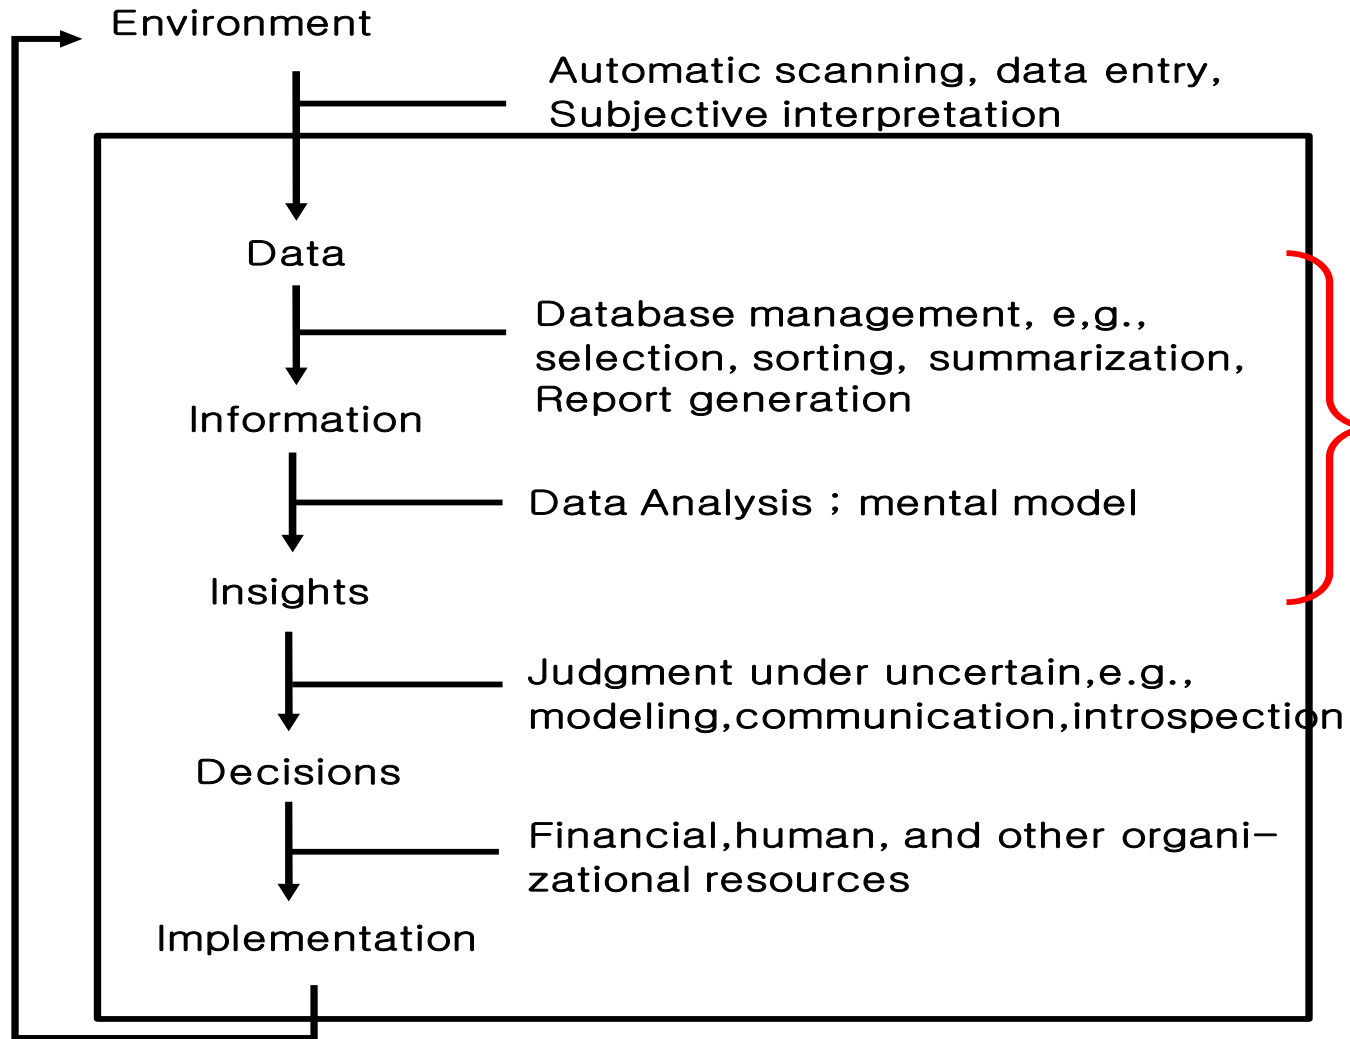 Environment
Automatic scanning, data entry,
Subjective interpretation
Data
Database management, e,g.,
selection, sorting, summarization,
Report generation
Information
Data Analysis ; mental model
Insights
Judgment under uncertain,e.g.,
modeling,communication,introspection
Decisions
Financial,human, and other organi-
zational resources
Implementation